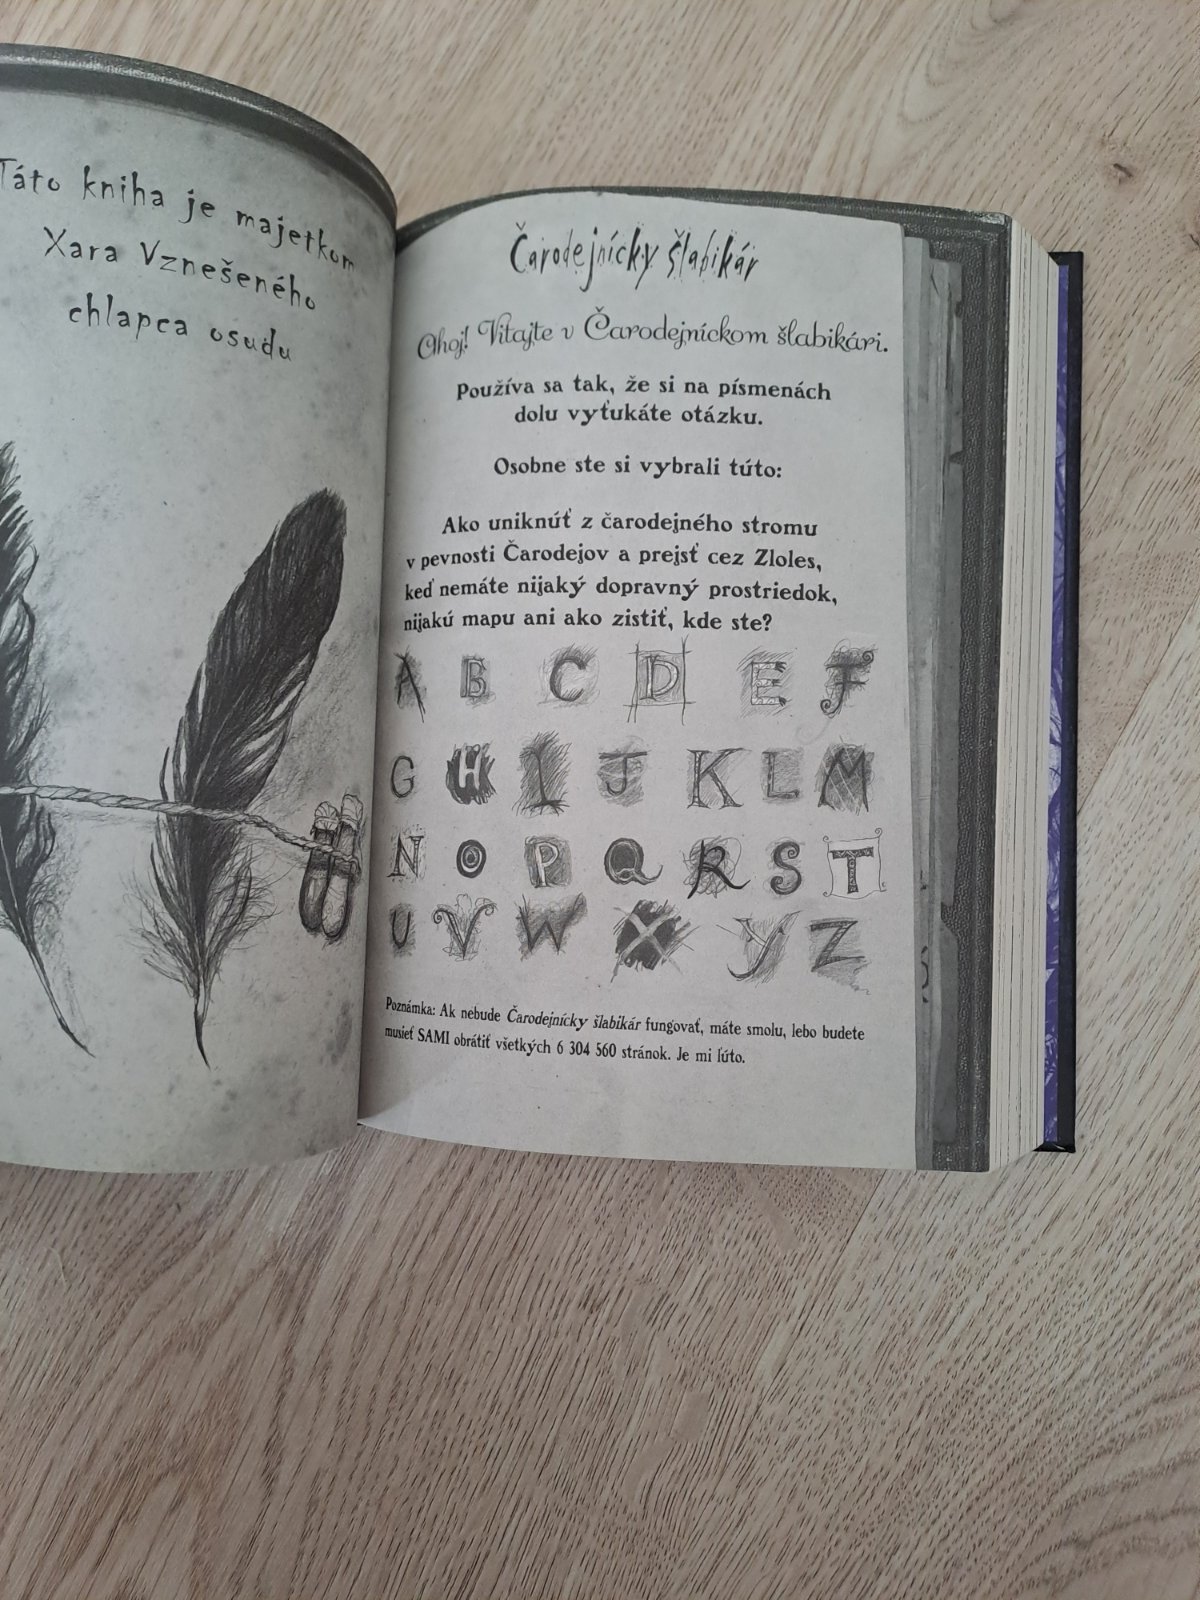 Táto kniha je majetkom
Xara Vznešeného
chlapca osudu
Čarodejnícky šlabikár
Ahoj! Vitajte v Čarodejníckom šlabikári.
Používa sa tak, že si na písmenách
dolu vyťukáte otázku.
Osobne ste si vybrali túto:
Ako uniknúť z čarodejného stromu
v pevnosti Čarodejov a prejsť cez Zloles,
keď nemáte nijaký dopravný prostriedok,
nijakú mapu ani ako zistiť, kde ste?
A B C D E F
G H I J K L M
N O P Q R S T
U V W X Y Z
Poznámka: Ak nebude Čarodejnícky šlabikár fungovať, máte smolu, lebo budete
musieť SAMI obrátiť všetkých 6 304 560 stránok. Je mi ľúto.